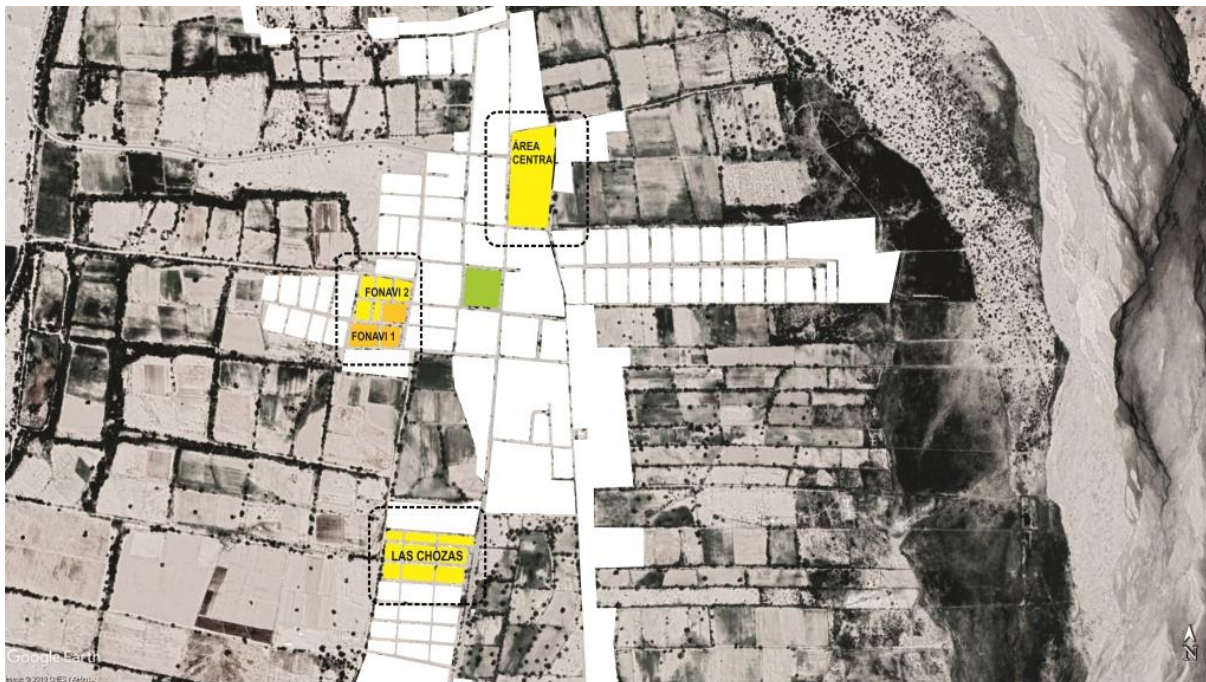 ÁREA
CENTRAL
FONAVI 2
FONAVI 1
LAS CHOZAS
Google Earth
N